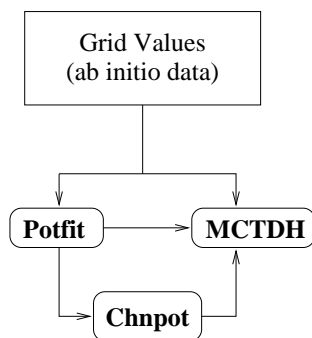 Grid Values
(ab initio data)
Potfit
MCTDH
Chnpot